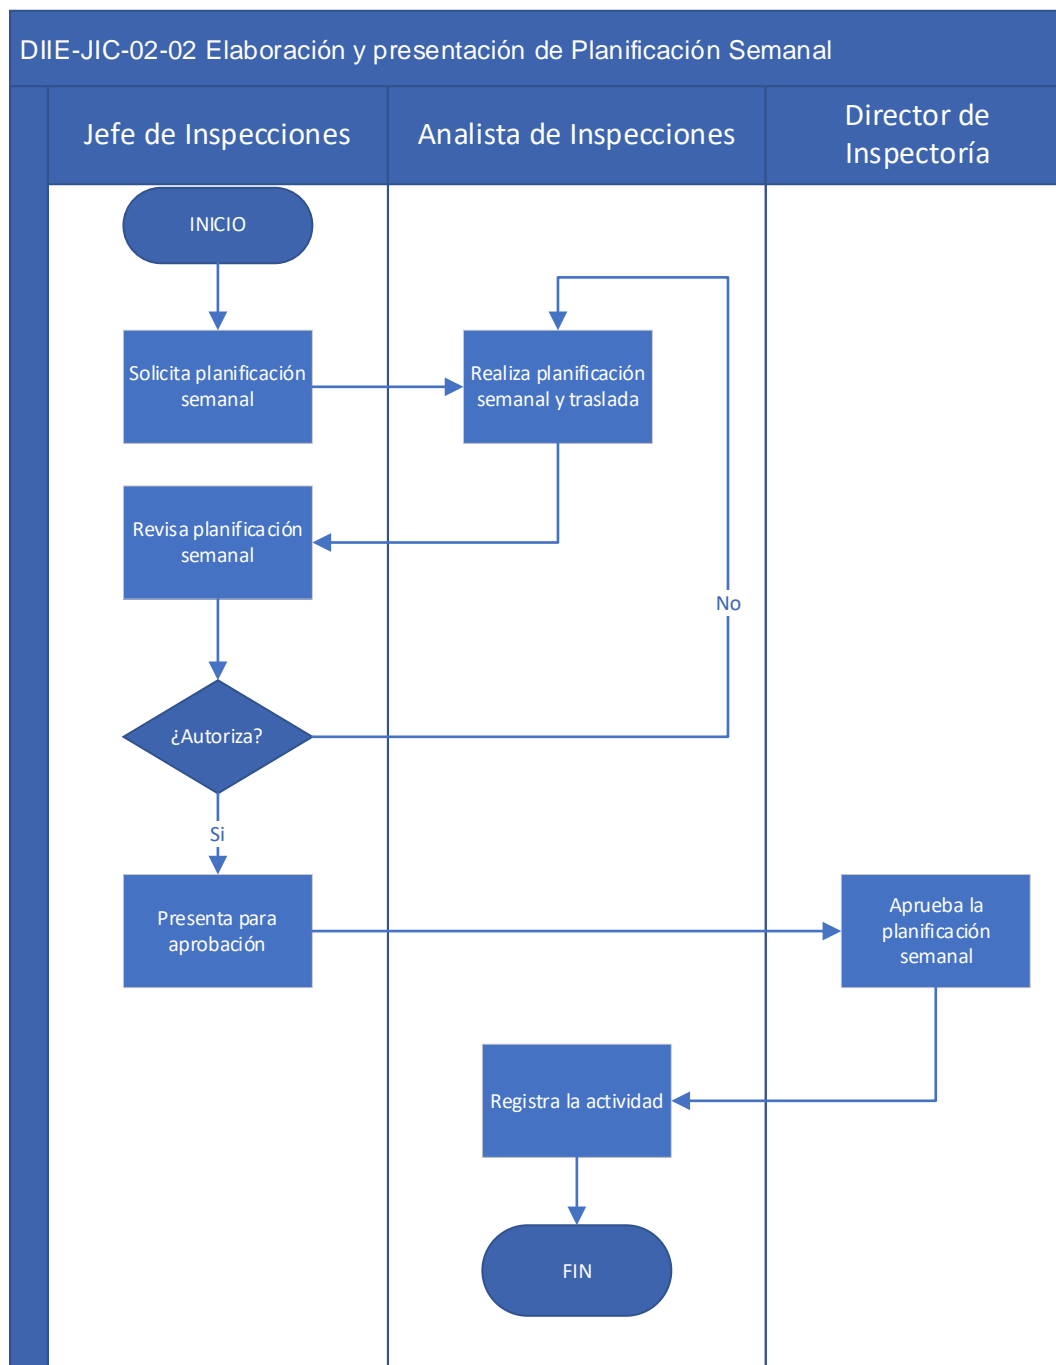 DIIE-JIC-02-02 Elaboración y presentación de Planificación Semanal
Jefe de Inspecciones
Analista de Inspecciones
Director de
Inspectoría
INICIO
Solicita planificación
semanal
Realiza planificación
semanal y traslada
Revisa planificación
semanal
No
¿Autoriza?
Si
Presenta para
aprobación
Aprueba la
planificación
semanal
Registra la actividad
FIN